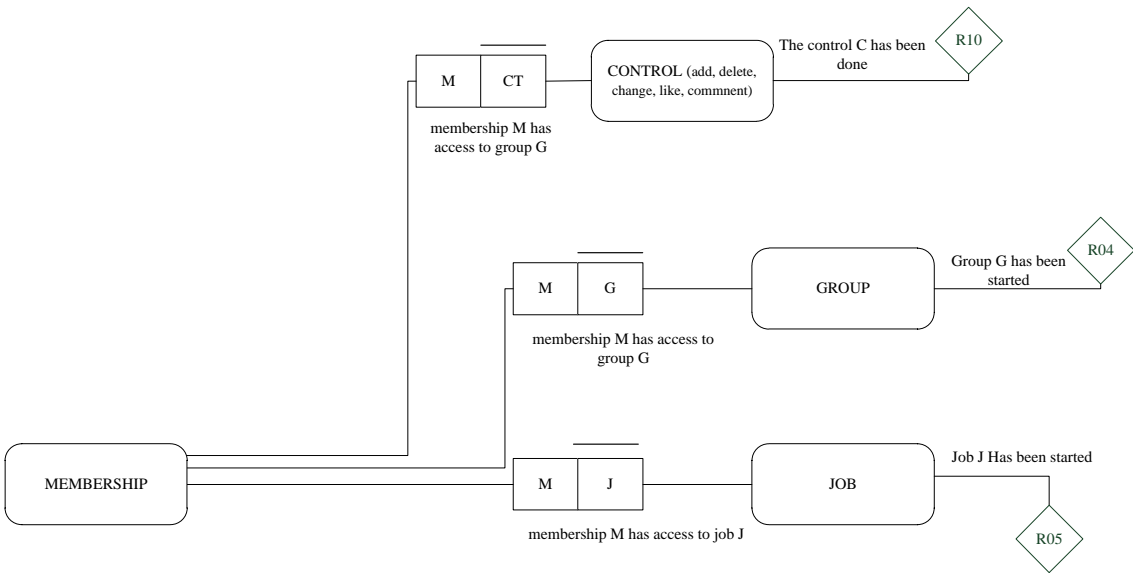 R10
The control C has been
done
M
CT
CONTROL (add, delete,
change, like, commnent)
membership M has
access to group G
R04
Group G has been
started
M
G
GROUP
membership M has access to
group G
Job J Has been started
MEMBERSHIP
M
J
JOB
membership M has access to job J
R05